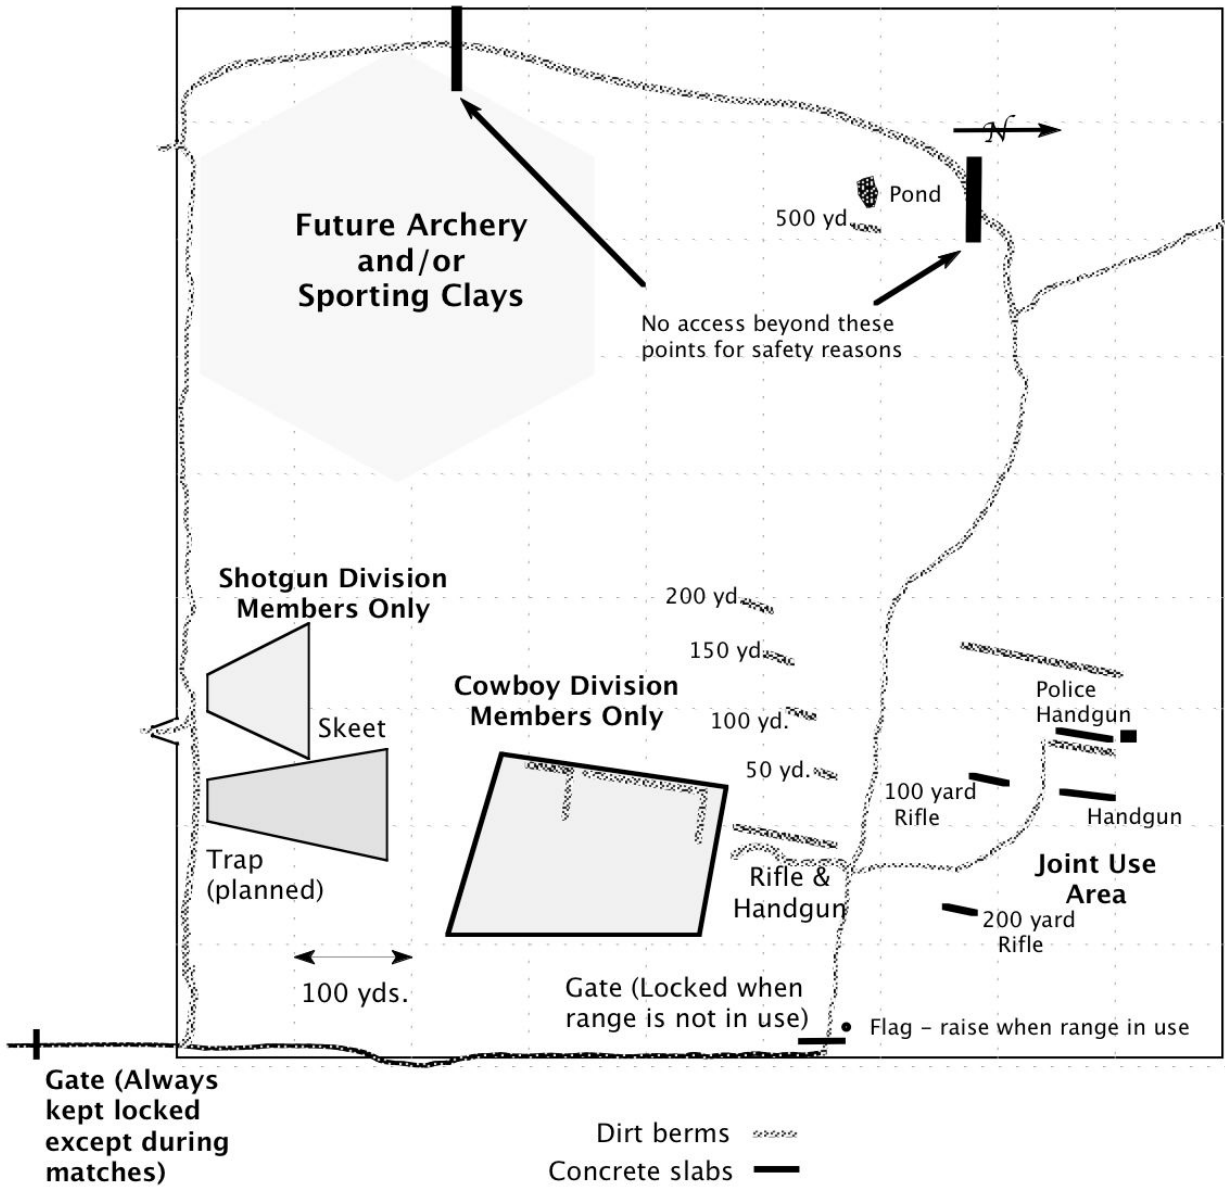 N
Pond
500 yd.
Future Archery
and/or
Sporting Clays
No access beyond these
points for safety reasons
Shotgun Division
Members Only
200 yd.
150 yd.
Cowboy Division
Members Only
Police
Handgun
100 yd.
Skeet
50 yd.
100 yard
Rifle
Handgun
Trap
(planned)
Rifle &
Handgun
Joint Use
Area
200 yard
Rifle
100 yds.
Gate (Locked when
range is not in use)
Flag – raise when range in use
Gate (Always
kept locked
except during
matches)
Dirt berms
Concrete slabs